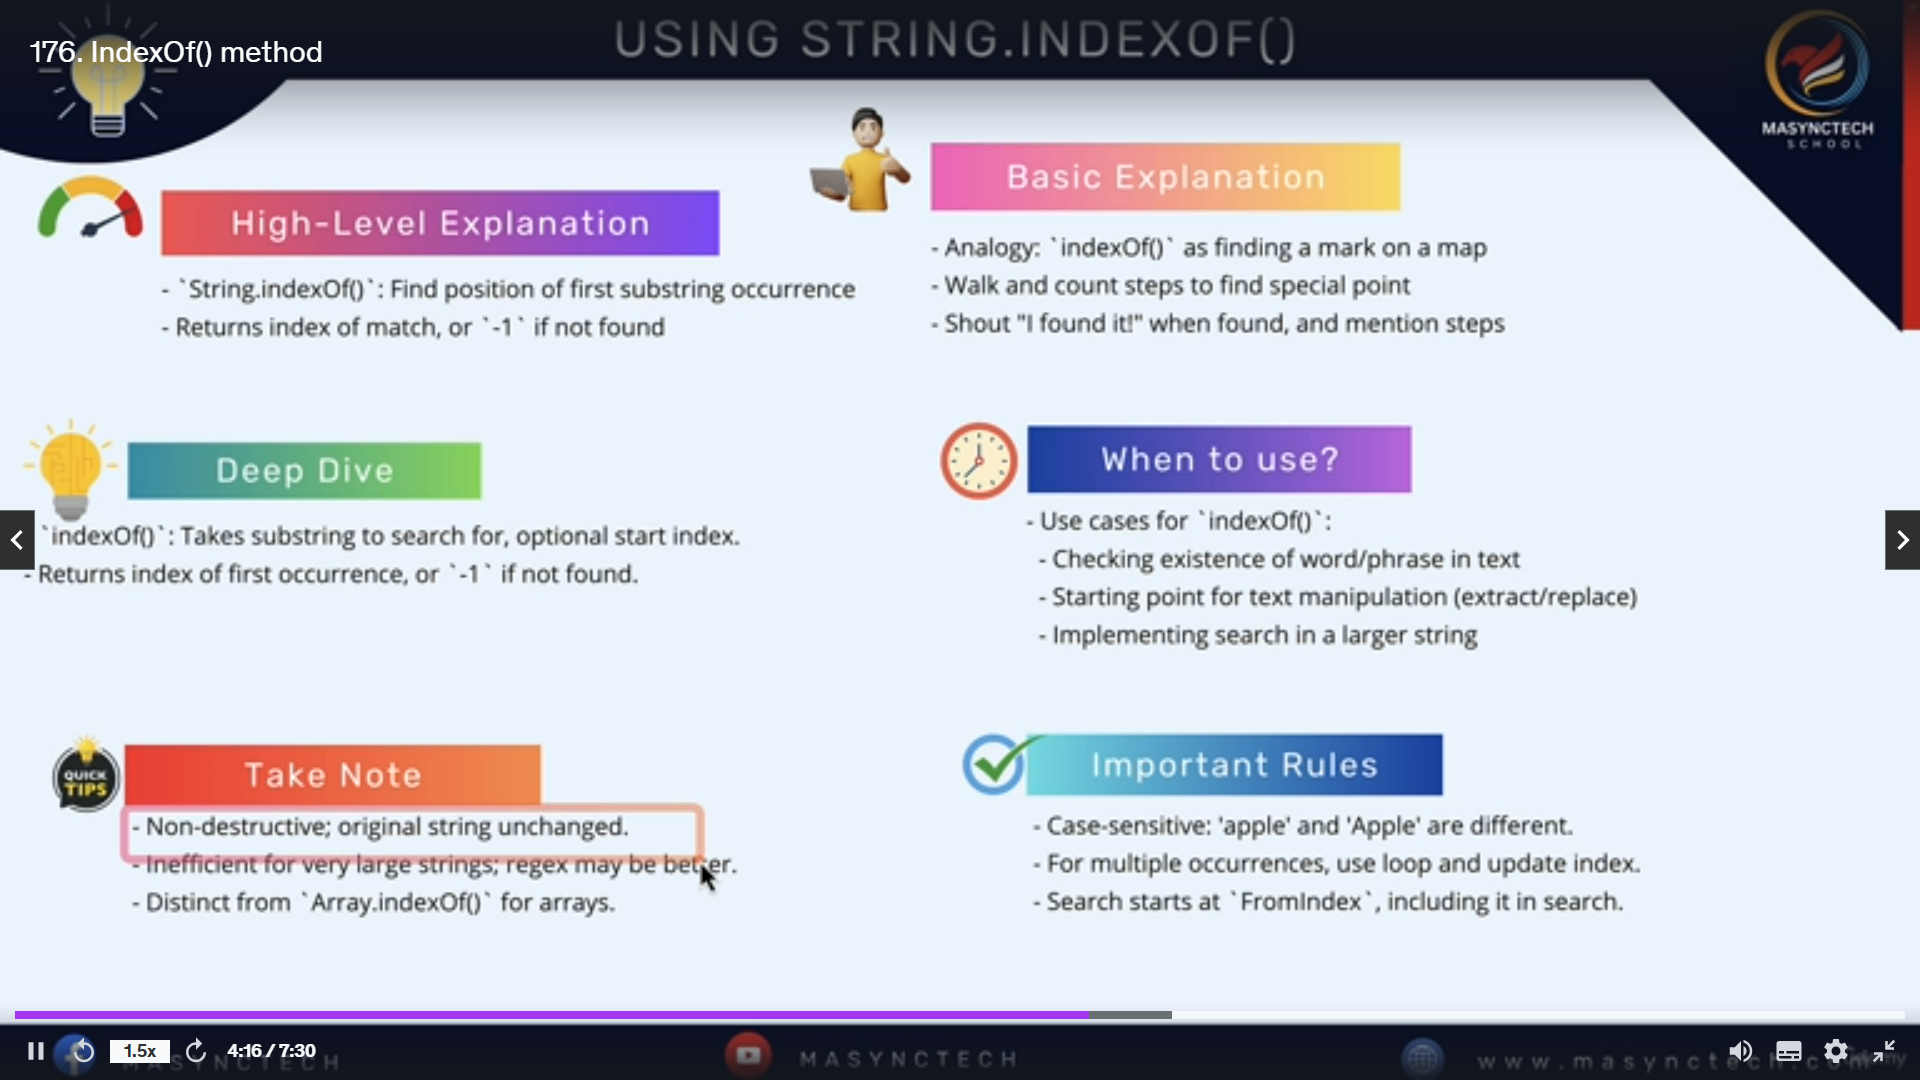 USING STRING.INDEXOF()
176. IndexOf() method
MASYNCTECH
SCHOOL
High-Level Explanation
- `String.indexOf()`: Find position of first substring occurrence
- Returns index of match, or `-1` if not found
Basic Explanation
- Analogy: `indexOf()` as finding a mark on a map
- Walk and count steps to find special point
- Shout "I found it!" when found, and mention steps
Deep Dive
`indexOf()`: Takes substring to search for, optional start index.
- Returns index of first occurrence, or `-1` if not found.
When to use?
- Use cases for `indexOf()`:
- Checking existence of word/phrase in text
- Starting point for text manipulation (extract/replace)
- Implementing search in a larger string
QUICK
TIPS
Take Note
- Non-destructive; original string unchanged.
- Inefficient for very large strings; regex may be better.
- Distinct from `Array.indexOf()` for arrays.
Important Rules
- Case-sensitive: 'apple' and 'Apple' are different.
- For multiple occurrences, use loop and update index.
- Search starts at `FromIndex`, including it in search.
1.5x
4:16 / 7:30
MASYNCTECH
MASYNCTECH
www.masynctech.com